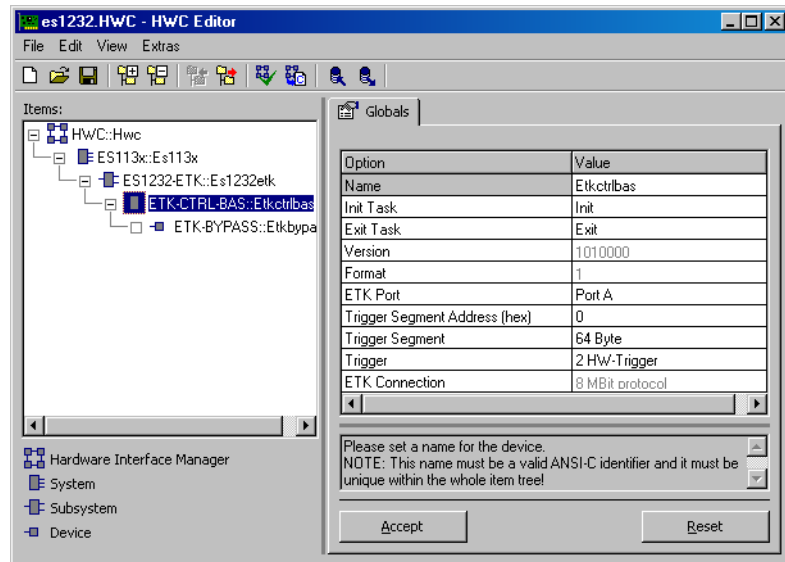 es1232.HWC - HWC Editor
File Edit View Extras
Items:
HWC::Hwc
ES113x::Es113x
ES1232-ETK::Es1232etk
ETK-CTRL-BAS::Etkctrlbas
ETK-BYPASS::Etkbypa
Hardware Interface Manager
System
Subsystem
Device
Globals
Option Value
Name Etkctrlbas
Init Task Init
Exit Task Exit
Version 1010000
Format 1
ETK Port Port A
Trigger Segment Address (hex) 0
Trigger Segment 64 Byte
Trigger 2 HW-Trigger
ETK Connection 8 MBit protocol
Please set a name for the device.
NOTE: This name must be a valid ANSI-C identifier and it must be
unique within the whole item tree!
Accept Reset